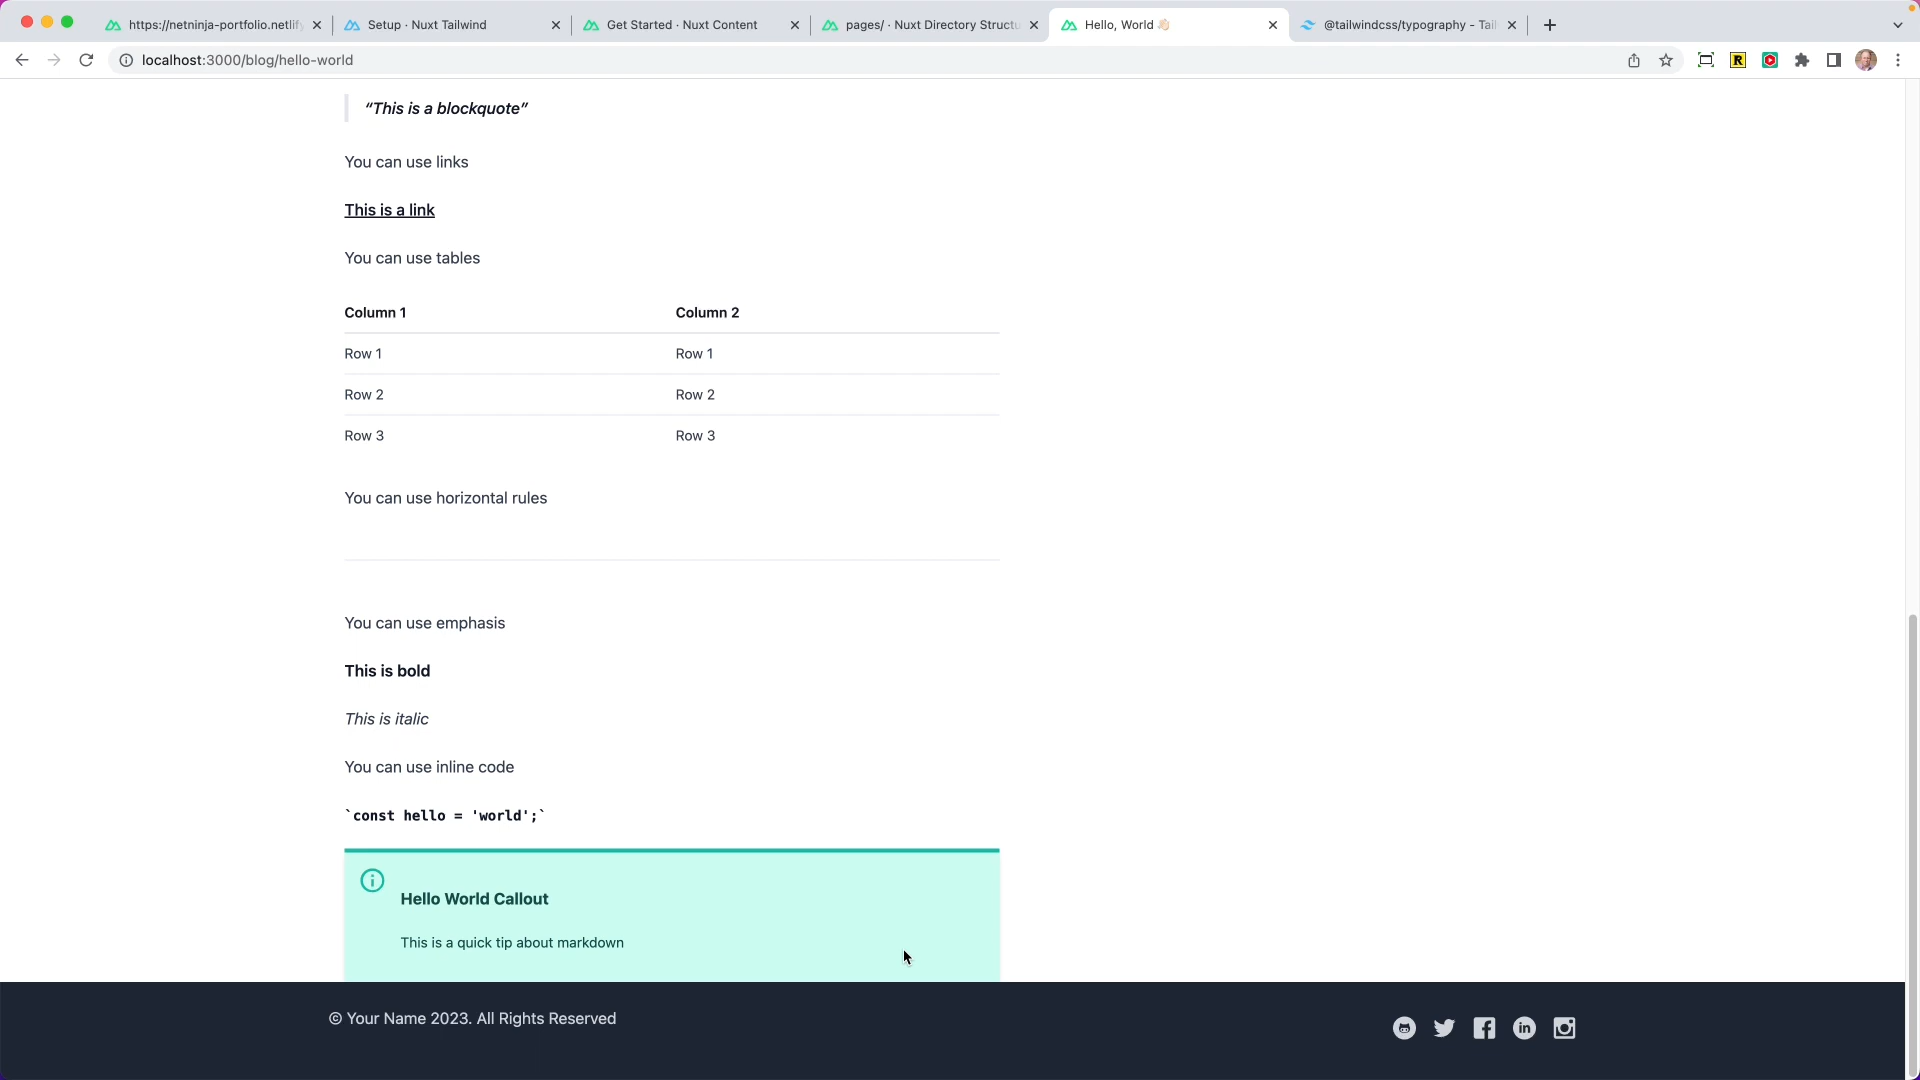 https://netninja-portfolio.netlify
Setup · Nuxt Tailwind
Get Started · Nuxt Content
pages/ · Nuxt Directory Structu
Hello, World 👋🏻
@tailwindcss/typography - Tail
localhost:3000/blog/hello-world
“This is a blockquote”
You can use links
This is a link
You can use tables
Column 1 Column 2
Row 1 Row 1
Row 2 Row 2
Row 3 Row 3
You can use horizontal rules
You can use emphasis
This is bold
This is italic
You can use inline code
`const hello = 'world';`
Hello World Callout
This is a quick tip about markdown
© Your Name 2023. All Rights Reserved